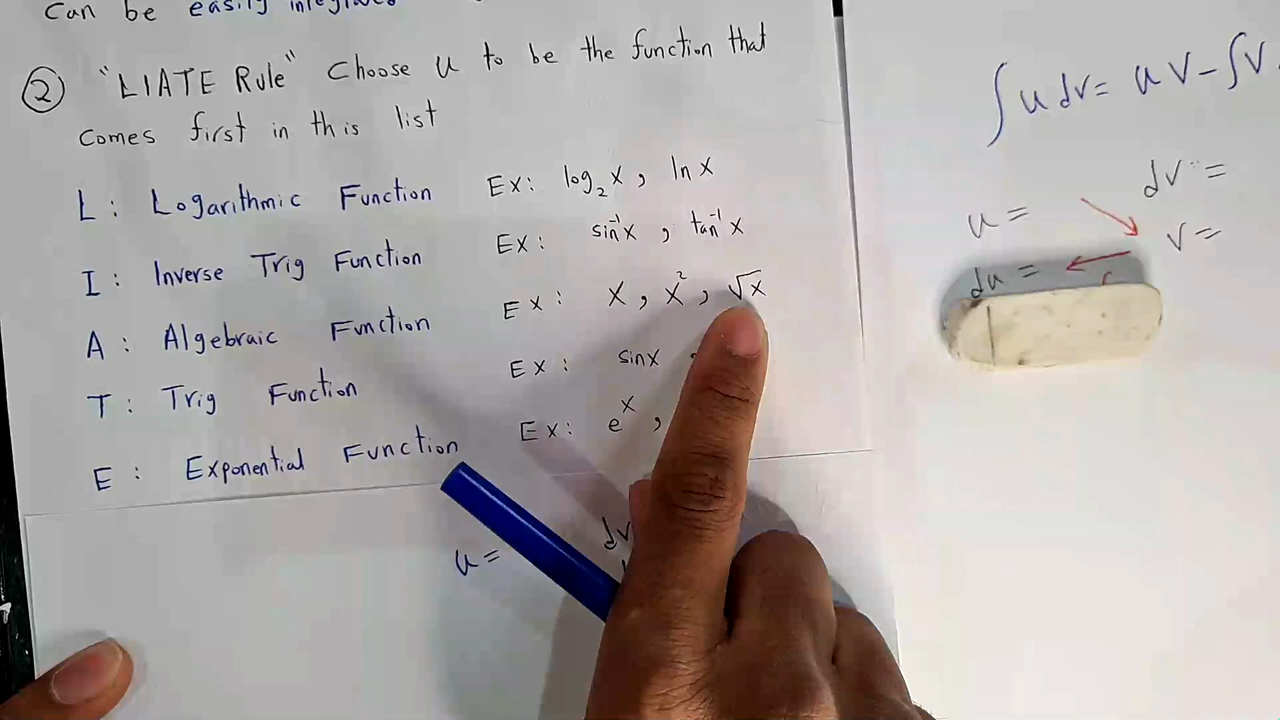 can be easily
② "LIATE Rule" Choose u to be the function that
comes first in this list
L : Logarithmic Function Ex: log₂x , ln x
I : Inverse Trig Function Ex: sin⁻¹x , tan⁻¹x
A : Algebraic Function Ex: x , x² , √x
T : Trig Function Ex: sinx
E : Exponential Function Ex: eˣ ,
u = dv
∫u dv = uv - ∫v
dv =
u =
v =
du =